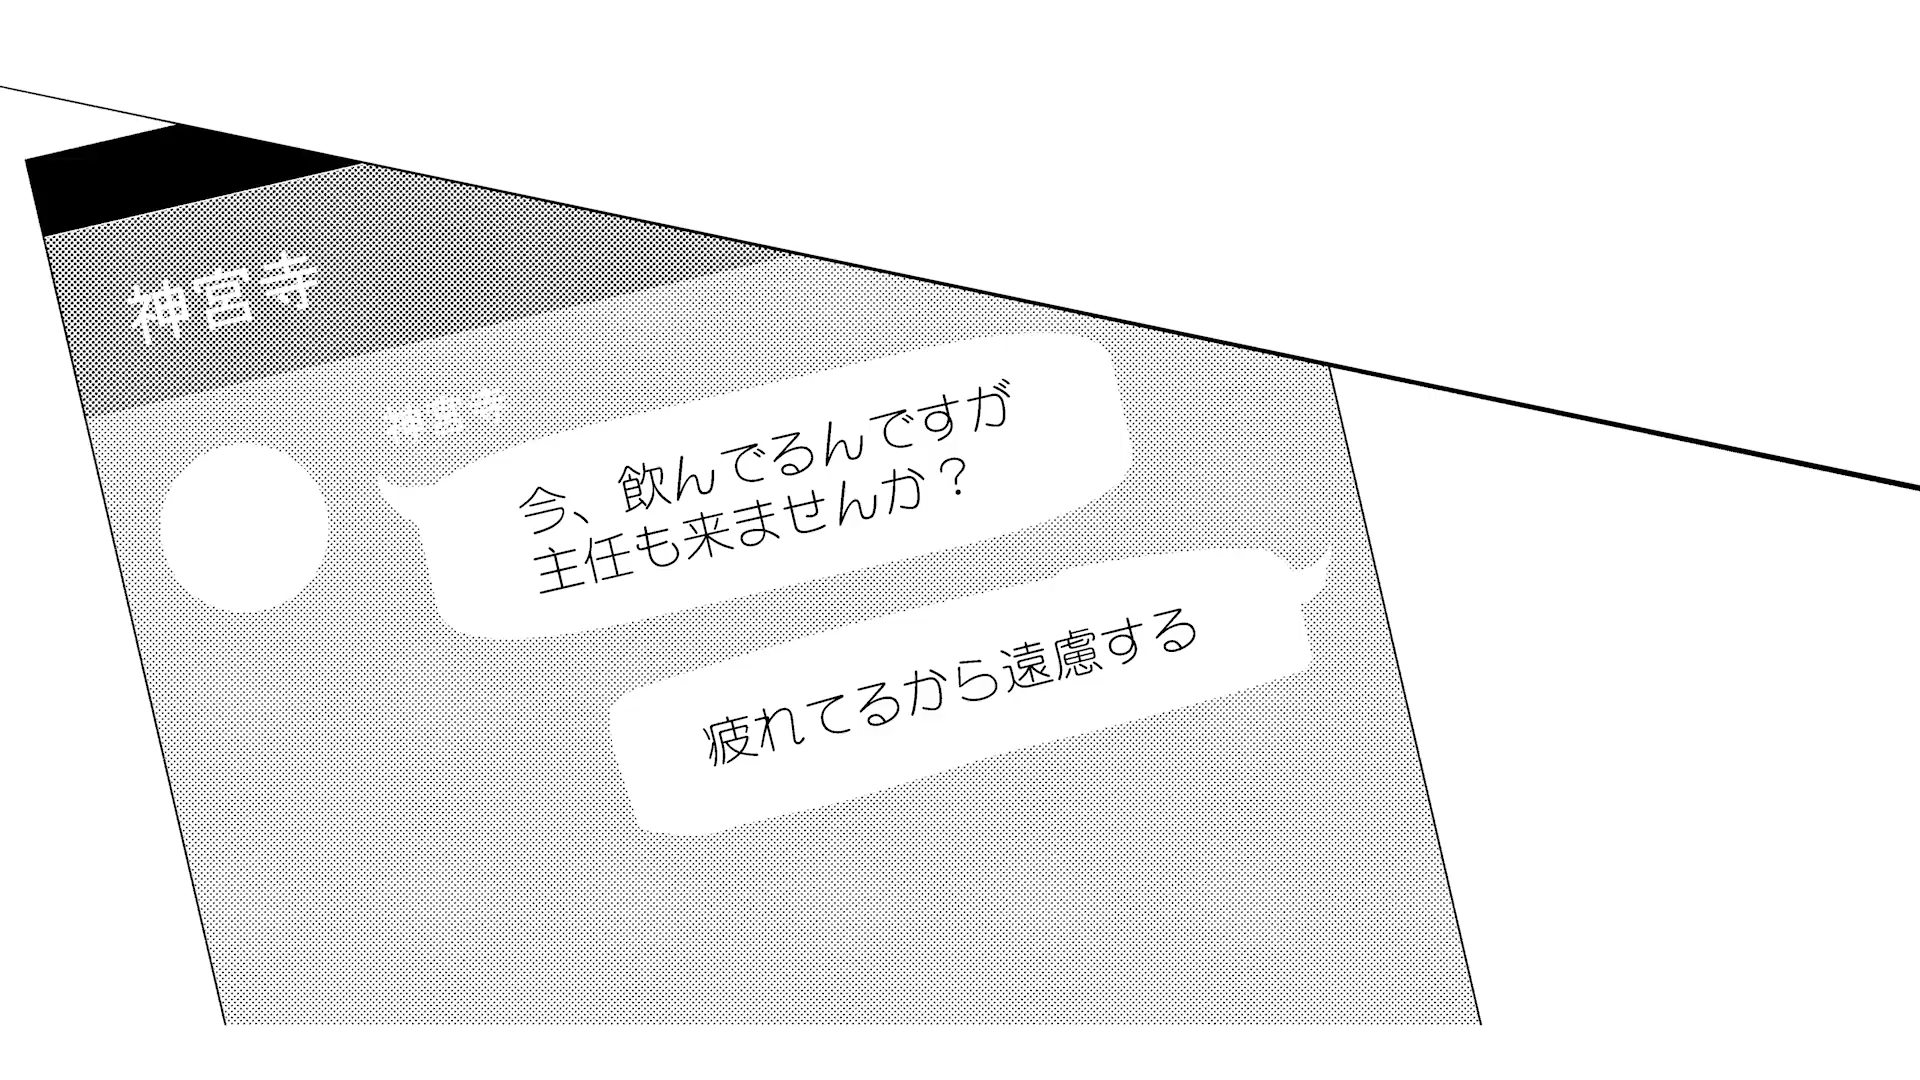 神宮寺
神宮寺
今、飲んでるんですが
主任も来ませんか？
疲れてるから遠慮する